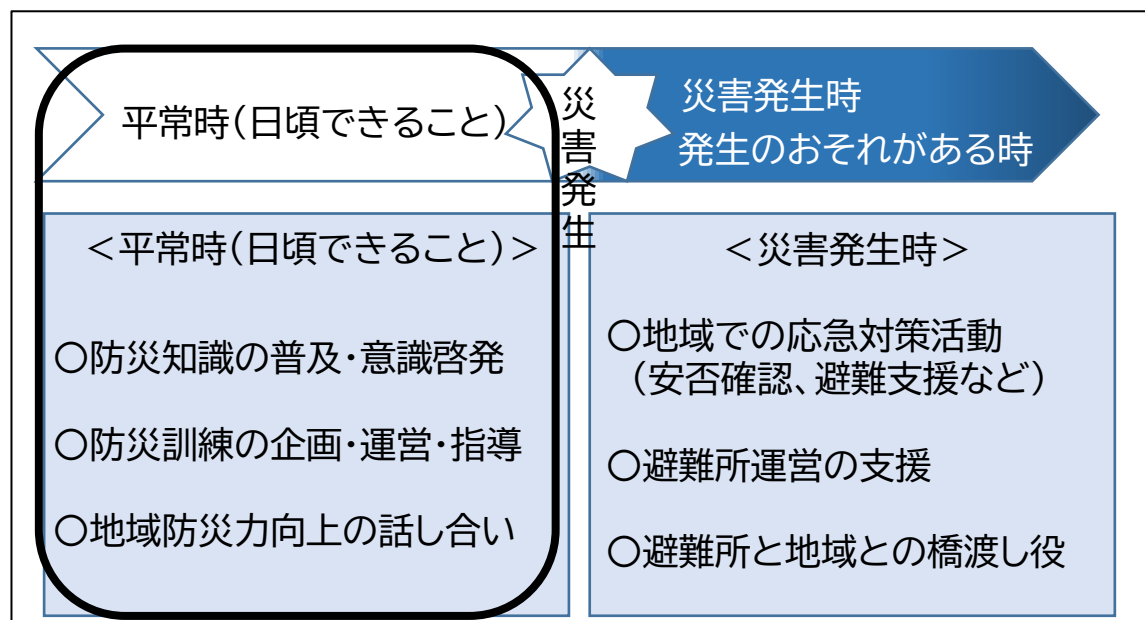 平常時(日頃できること)
災害発生
災害発生時
発生のおそれがある時
<平常時(日頃できること)>
○防災知識の普及・意識啓発
○防災訓練の企画・運営・指導
○地域防災力向上の話し合い
<災害発生時>
○地域での応急対策活動
(安否確認、避難支援など)
○避難所運営の支援
○避難所と地域との橋渡し役